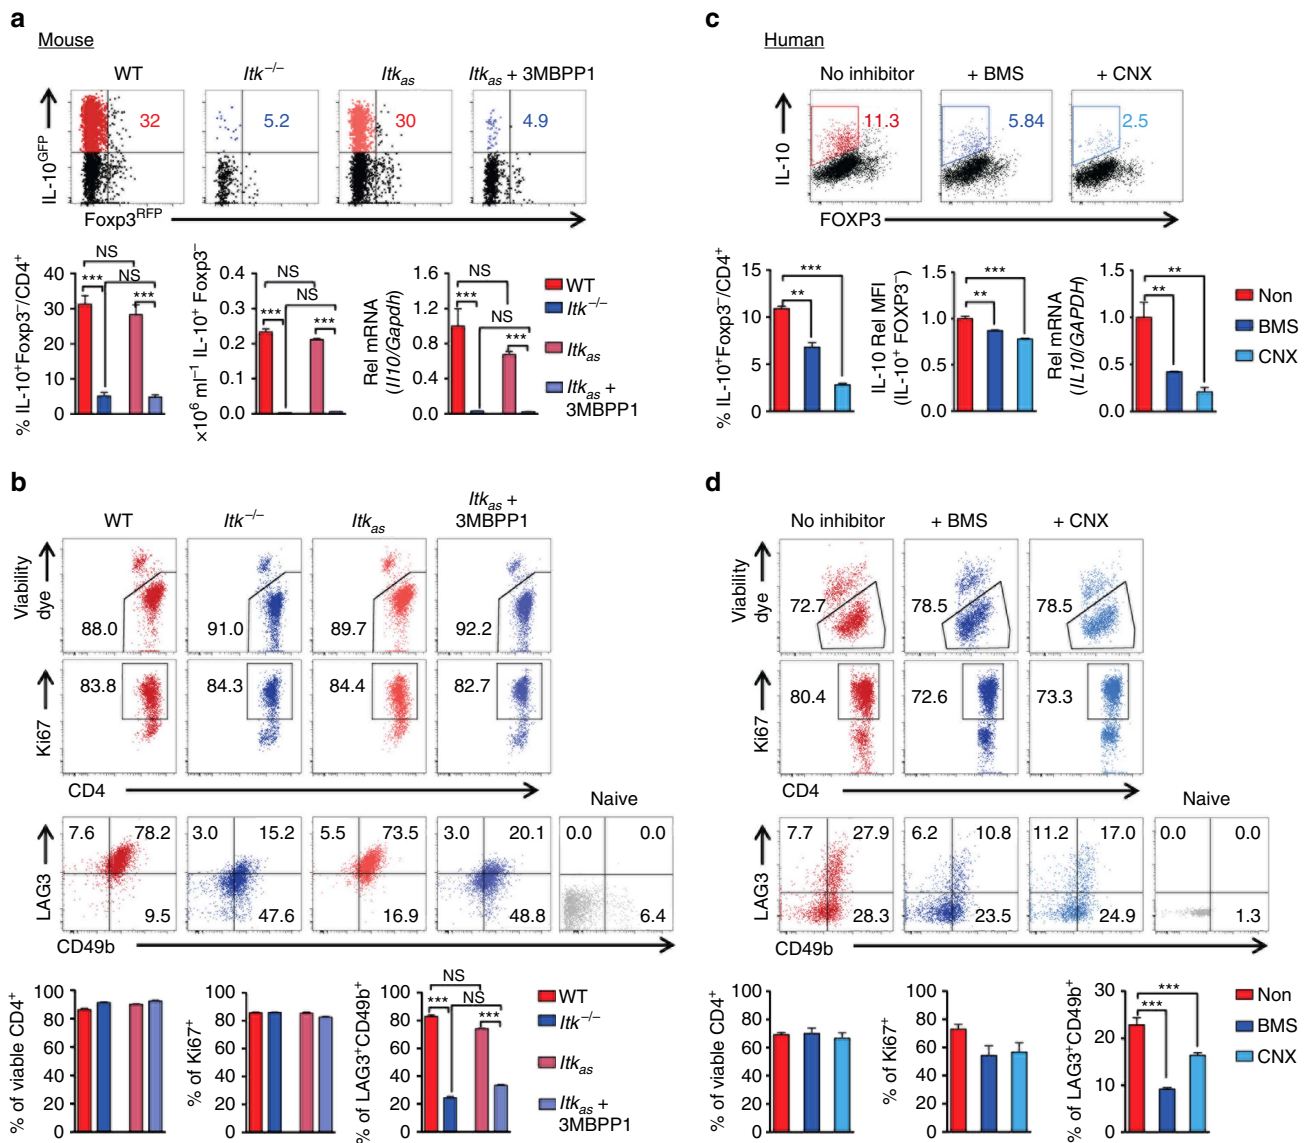 a
Mouse
WT
Itk–/–
Itkas
Itkas + 3MBPP1
32
5.2
30
4.9
IL-10GFP
Foxp3RFP
% IL-10+Foxp3–/CD4+
40
30
20
10
0
NS
***
NS
***
×10⁶ ml–1 IL-10+ Foxp3–
0.4
0.3
0.2
0.1
0.0
NS
NS
***
***
Rel mRNA
(Il10/Gapdh)
1.6
1.2
0.8
0.4
0.0
NS
***
NS
***
WT
Itk–/–
Itkas
Itkas +
3MBPP1
c
Human
No inhibitor
+ BMS
+ CNX
11.3
5.84
2.5
IL-10
FOXP3
% IL-10+Foxp3–/CD4+
15
10
5
0
***
**
IL-10 Rel MFI
(IL-10+ FOXP3–)
1.5
1.0
0.5
0.0
***
**
Rel mRNA
(IL10/GAPDH)
1.5
1.0
0.5
0.0
**
**
Non
BMS
CNX
b
WT
Itk–/–
Itkas
Itkas +
3MBPP1
Viability
dye
88.0
91.0
89.7
92.2
Ki67
83.8
84.3
84.4
82.7
CD4
Naive
LAG3
7.6 78.2
9.5
3.0 15.2
47.6
5.5 73.5
16.9
3.0 20.1
48.8
0.0 0.0
6.4
CD49b
% of viable CD4+
100
80
60
40
20
0
% of Ki67+
100
80
60
40
20
0
% of LAG3+CD49b+
100
80
60
40
20
0
NS
***
NS
***
WT
Itk–/–
Itkas
Itkas +
3MBPP1
d
No inhibitor
+ BMS
+ CNX
Viability
dye
72.7
78.5
78.5
Ki67
80.4
72.6
73.3
CD4
Naive
LAG3
7.7 27.9
28.3
6.2 10.8
23.5
11.2 17.0
24.9
0.0 0.0
1.3
CD49b
% of viable CD4+
100
80
60
40
20
0
% of Ki67+
100
80
60
40
20
0
% of LAG3+CD49b+
30
20
10
0
***
***
Non
BMS
CNX